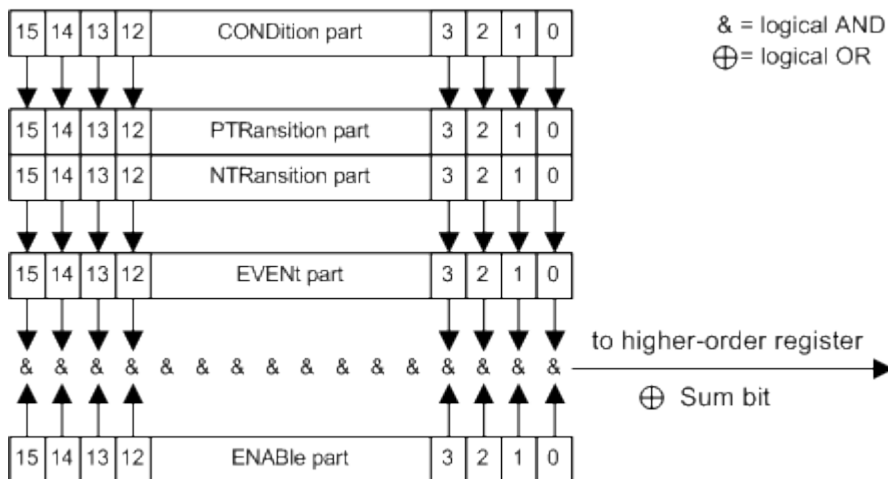 15 14 13 12 CONDition part 3 2 1 0
& = logical AND
⊕ = logical OR
15 14 13 12 PTRansition part 3 2 1 0
15 14 13 12 NTRansition part 3 2 1 0
15 14 13 12 EVENt part 3 2 1 0
to higher-order register
& & & & & & & & & & & & & & & &
⊕ Sum bit
15 14 13 12 ENABle part 3 2 1 0